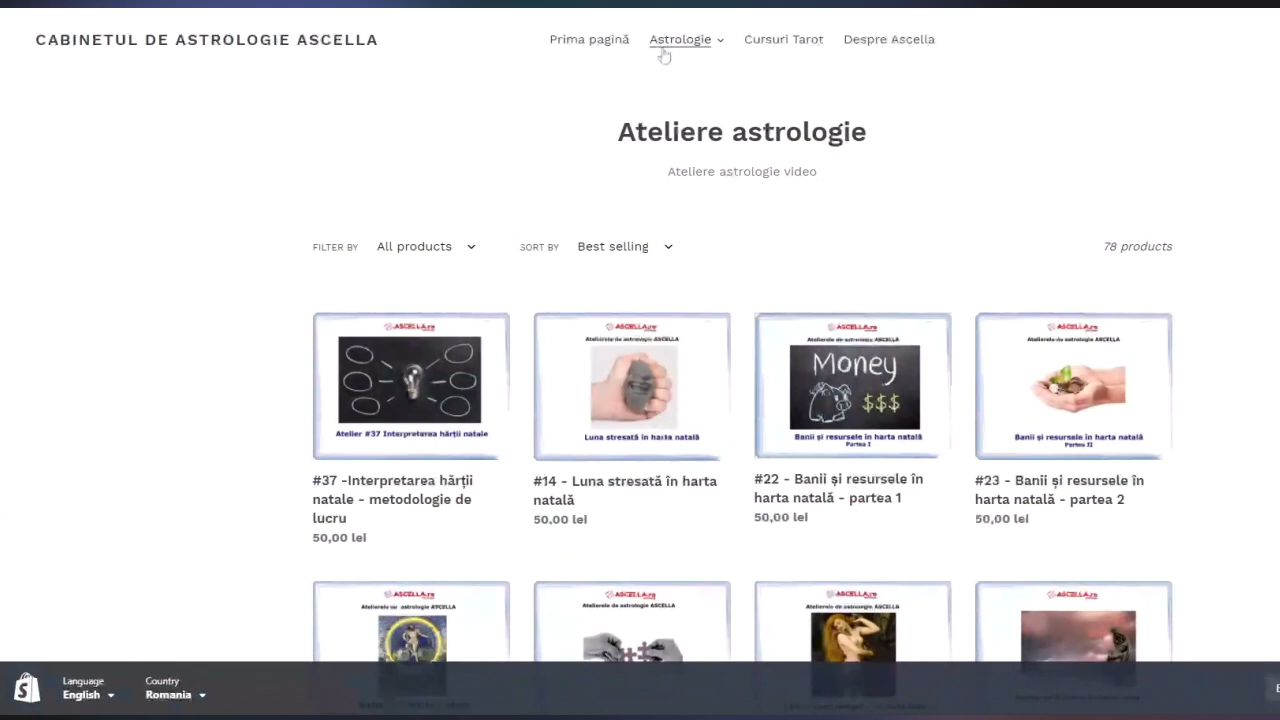 CABINETUL DE ASTROLOGIE ASCELLA
Prima pagină
Astrologie
Cursuri Tarot
Despre Ascella
Ateliere astrologie
Ateliere astrologie video
FILTER BY
All products
SORT BY
Best selling
78 products
ASCELLA.ro
Atelier #37 Interpretarea hărții natale
ASCELLA.ro
Atelierele de astrologie ASCELLA
Luna stresată în harta natală
ASCELLA.ro
Atelierele de astrologie ASCELLA
Money
$$$
Banii și resursele în harta natală
Partea I
ASCELLA.ro
Atelierele de astrologie ASCELLA
Banii și resursele în harta natală
Partea II
#37 -Interpretarea hărții
natale - metodologie de
lucru
50,00 lei
#14 - Luna stresată în harta
natală
50,00 lei
#22 - Banii și resursele în
harta natală - partea 1
50,00 lei
#23 - Banii și resursele în
harta natală - partea 2
50,00 lei
ASCELLA.ro
Atelierele de astrologie ASCELLA
ASCELLA.ro
Atelierele de astrologie ASCELLA
ASCELLA.ro
Atelierele de astrologie ASCELLA
ASCELLA.ro
Language
English
Country
Romania